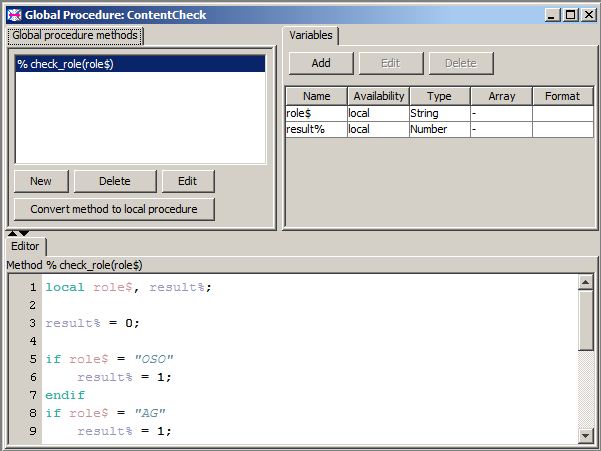 Global Procedure: ContentCheck
Global procedure methods
% check_role(role$)
New Delete Edit
Convert method to local procedure
Variables
Add Edit Delete
Name Availability Type Array Format
role$ local String -
result% local Number -
Editor
Method % check_role(role$)
1 local role$, result%;
2
3 result% = 0;
4
5 if role$ = "OSO"
6 result% = 1;
7 endif
8 if role$ = "AG"
9 result% = 1;